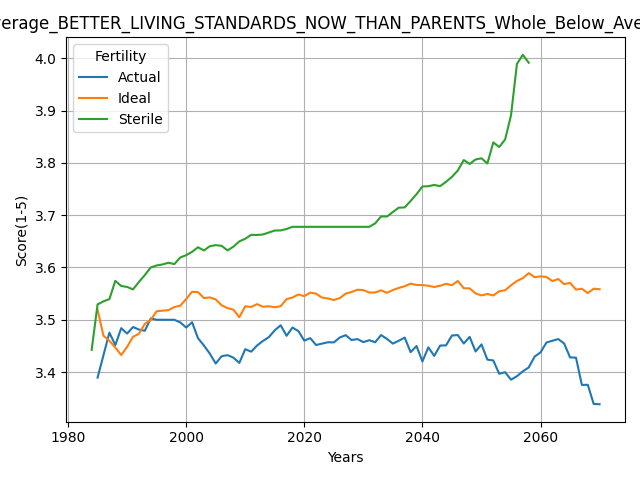 verage_BETTER_LIVING_STANDARDS_NOW_THAN_PARENTS_Whole_Below_Ave
Fertility
Actual
Ideal
Sterile
Score(1-5)
4.0
3.9
3.8
3.7
3.6
3.5
3.4
1980 2000 2020 2040 2060
Years